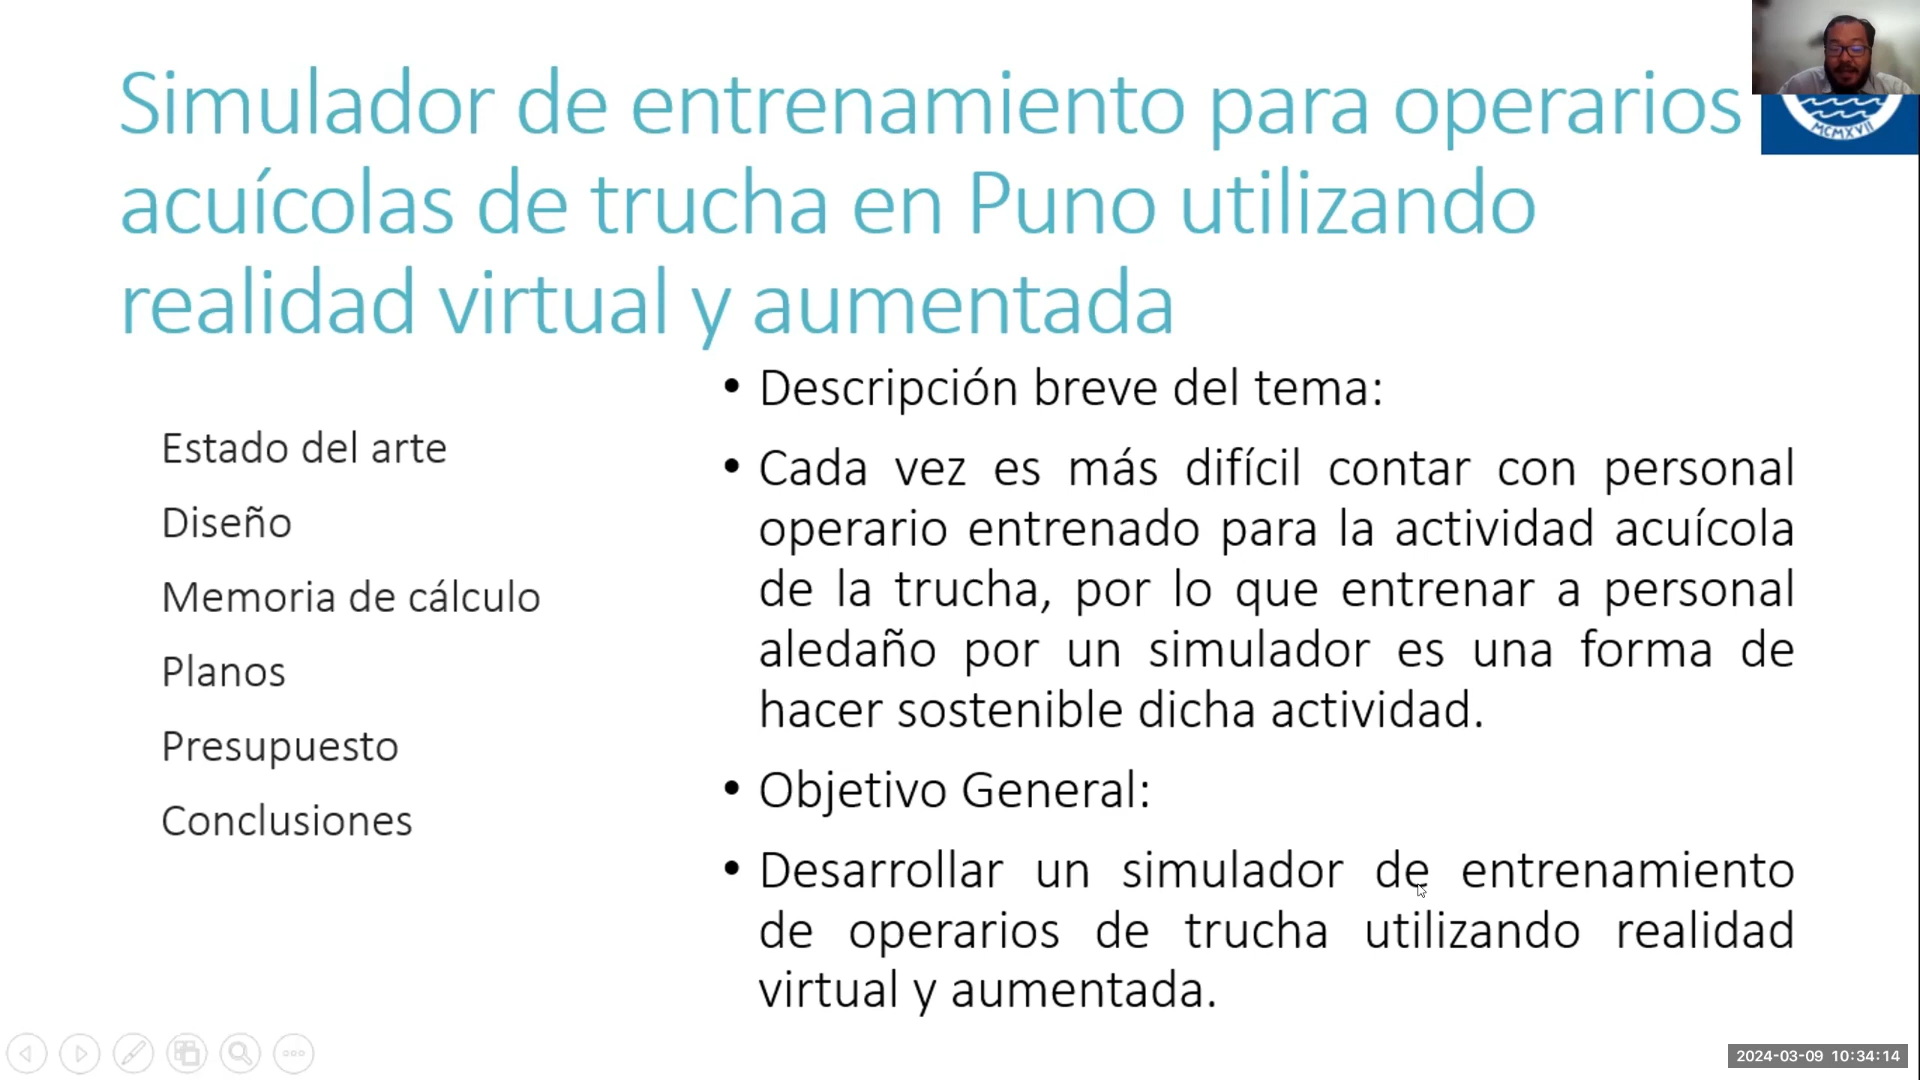 Simulador de entrenamiento para operarios
acuícolas de trucha en Puno utilizando
realidad virtual y aumentada
MCMXVII
Estado del arte
Diseño
Memoria de cálculo
Planos
Presupuesto
Conclusiones
• Descripción breve del tema:
• Cada vez es más difícil contar con personal
operario entrenado para la actividad acuícola
de la trucha, por lo que entrenar a personal
aledaño por un simulador es una forma de
hacer sostenible dicha actividad.
• Objetivo General:
• Desarrollar un simulador de entrenamiento
de operarios de trucha utilizando realidad
virtual y aumentada.
2024-03-09 10:34:14